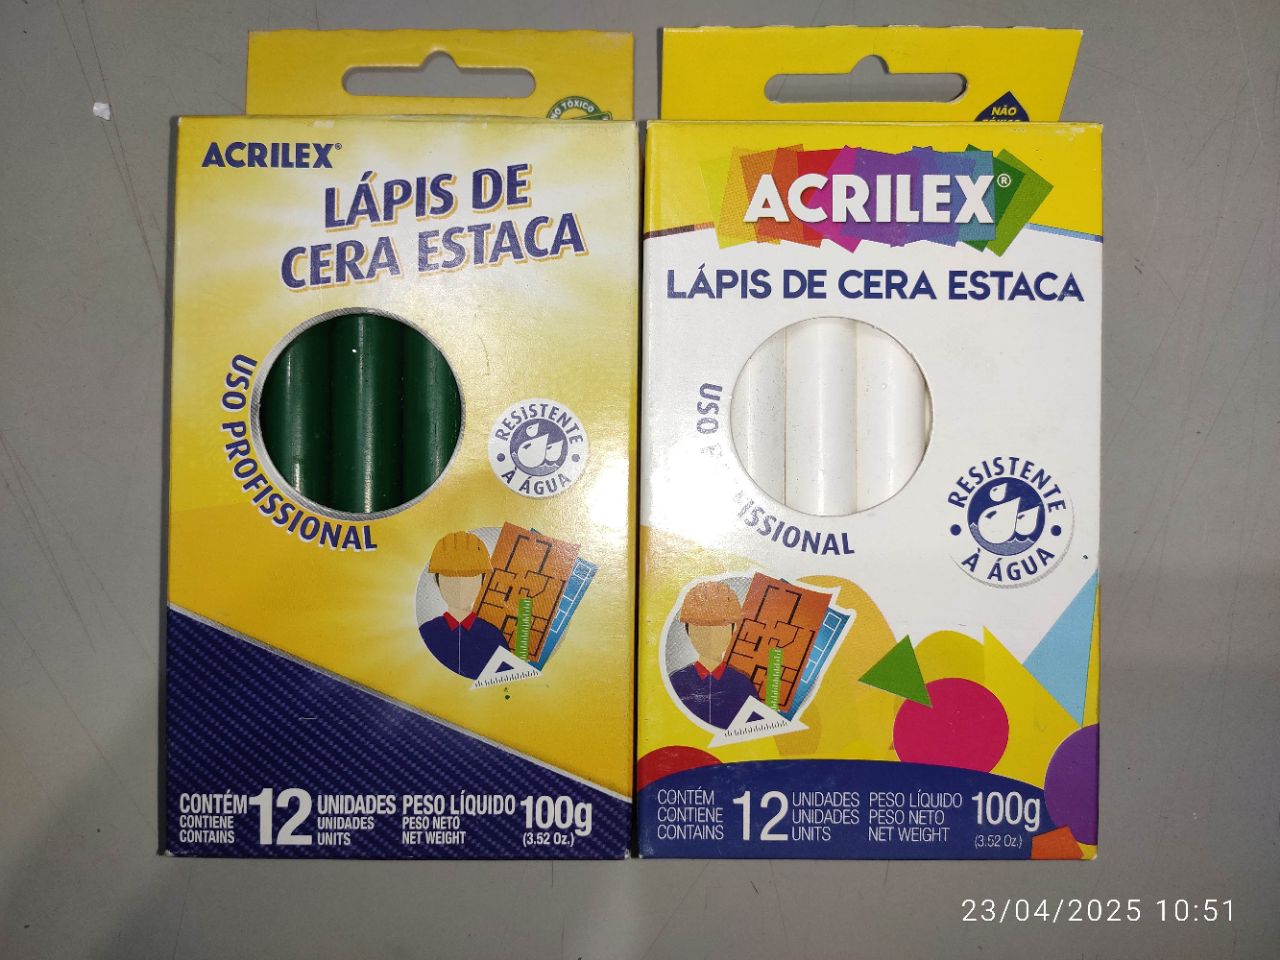 NO TÓXICO
ACRILEX®
LÁPIS DE
CERA ESTACA
USO PROFISSIONAL
RESISTENTE
• À ÁGUA •
CONTÉM
CONTIENE
CONTAINS
12
UNIDADES
UNIDADES
UNITS
PESO LÍQUIDO
PESO NETO
NET WEIGHT
100g
(3.52 Oz.)
NÃO
ACRILEX®
LÁPIS DE CERA ESTACA
USO
ISSIONAL
RESISTENTE
• À ÁGUA •
CONTÉM
CONTIENE
CONTAINS
12
UNIDADES
UNIDADES
UNITS
PESO LÍQUIDO
PESO NETO
NET WEIGHT
100g
(3.52 Oz.)
23/04/2025 10:51